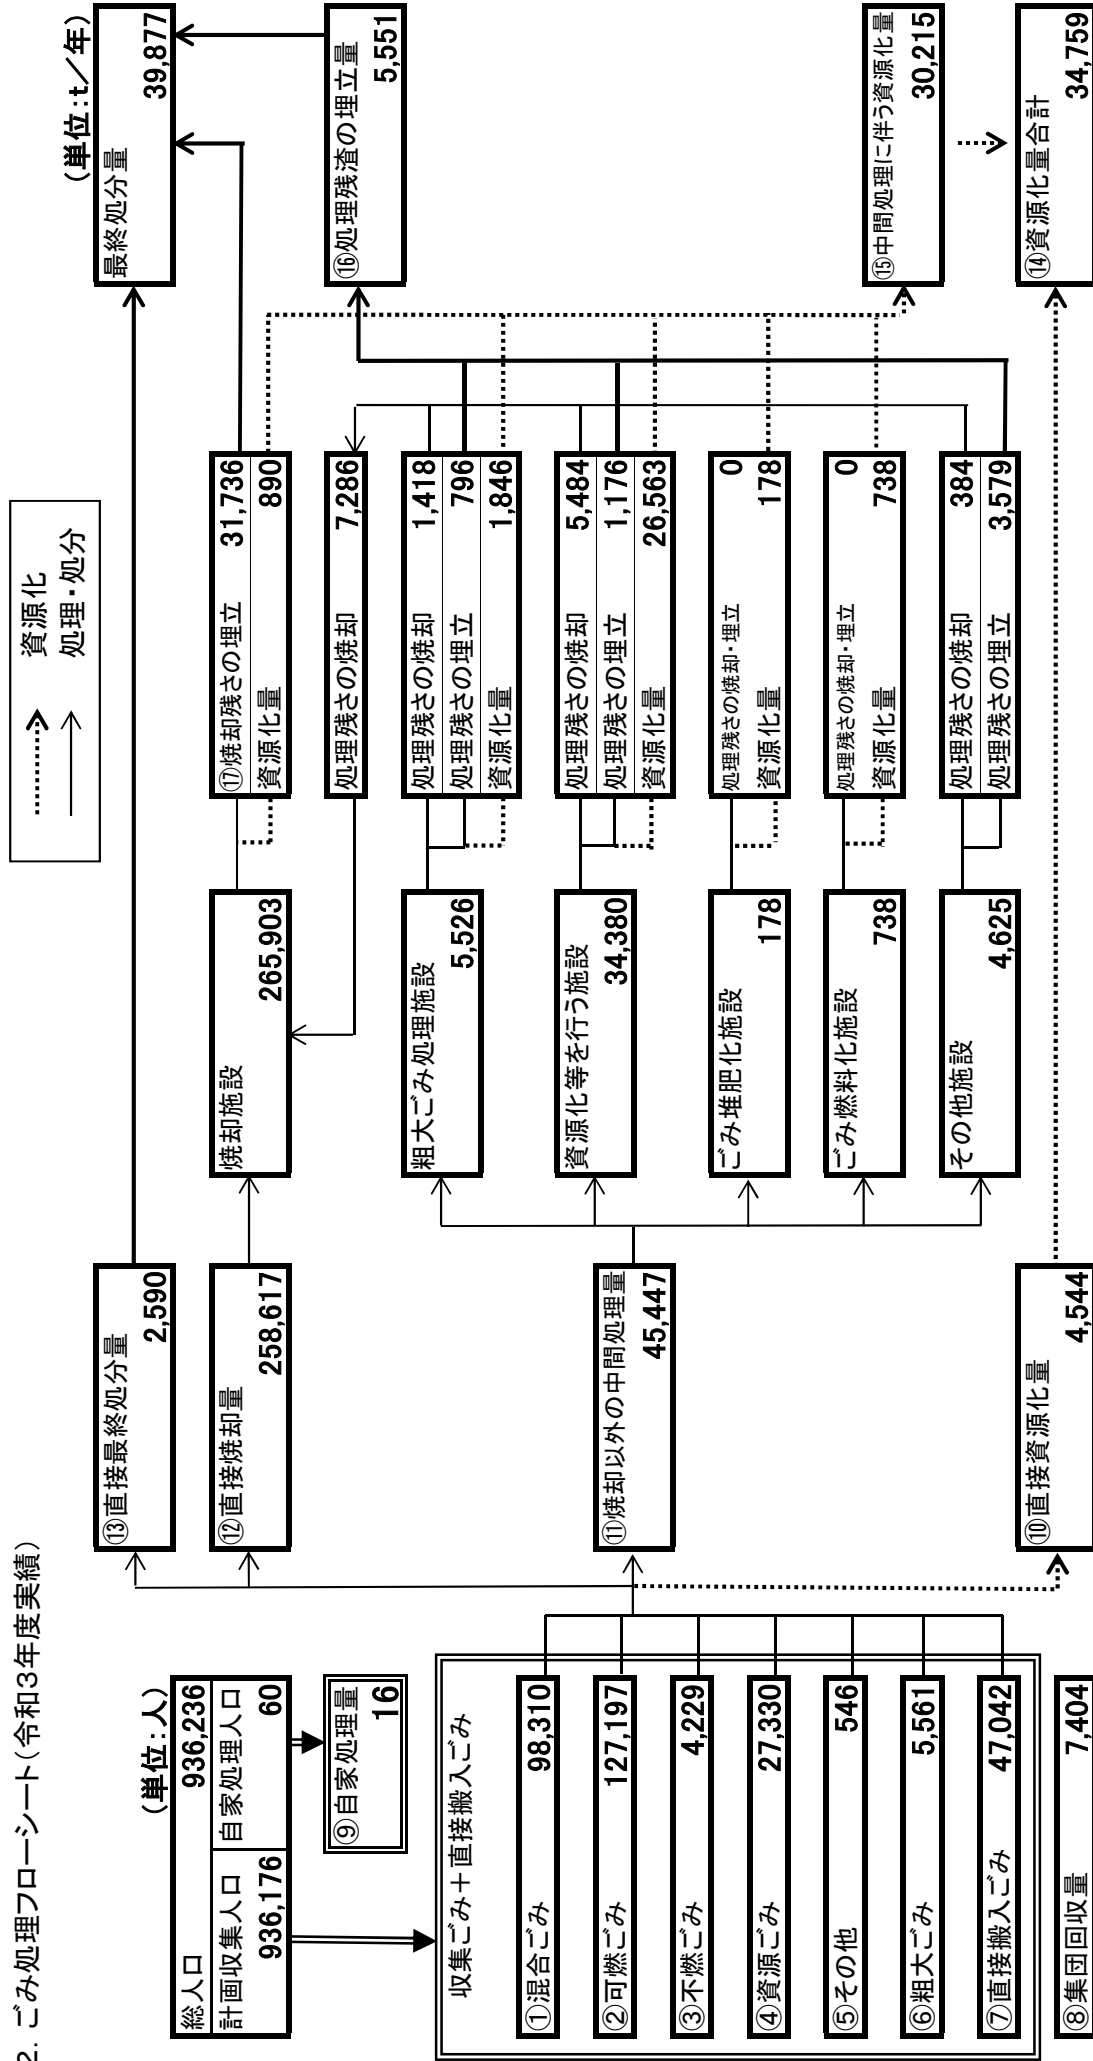 2. ごみ処理フローシート(令和3年度実績)
資源化
処理・処分
(単位:人)
総人口
936,236
計画収集人口
936,176
自家処理人口
60
⑨自家処理量
16
収集ごみ+直接搬入ごみ
①混合ごみ
98,310
②可燃ごみ
127,197
③不燃ごみ
4,229
④資源ごみ
27,330
⑤その他
546
⑥粗大ごみ
5,561
⑦直接搬入ごみ
47,042
⑧集団回収量
7,404
⑬直接最終処分量
2,590
⑫直接焼却量
258,617
⑪焼却以外の中間処理量
45,447
⑩直接資源化量
4,544
焼却施設
265,903
粗大ごみ処理施設
5,526
資源化等を行う施設
34,380
ごみ堆肥化施設
178
ごみ燃料化施設
738
その他施設
4,625
⑰焼却残さの埋立
31,736
資源化量
890
処理残さの焼却
7,286
処理残さの焼却
1,418
処理残さの埋立
796
資源化量
1,846
処理残さの焼却
5,484
処理残さの埋立
1,176
資源化量
26,563
処理残さの焼却・埋立
0
資源化量
178
処理残さの焼却・埋立
0
資源化量
738
処理残さの焼却
384
処理残さの埋立
3,579
(単位:t/年)
最終処分量
39,877
⑯処理残渣の埋立量
5,551
⑮中間処理に伴う資源化量
30,215
⑭資源化量合計
34,759